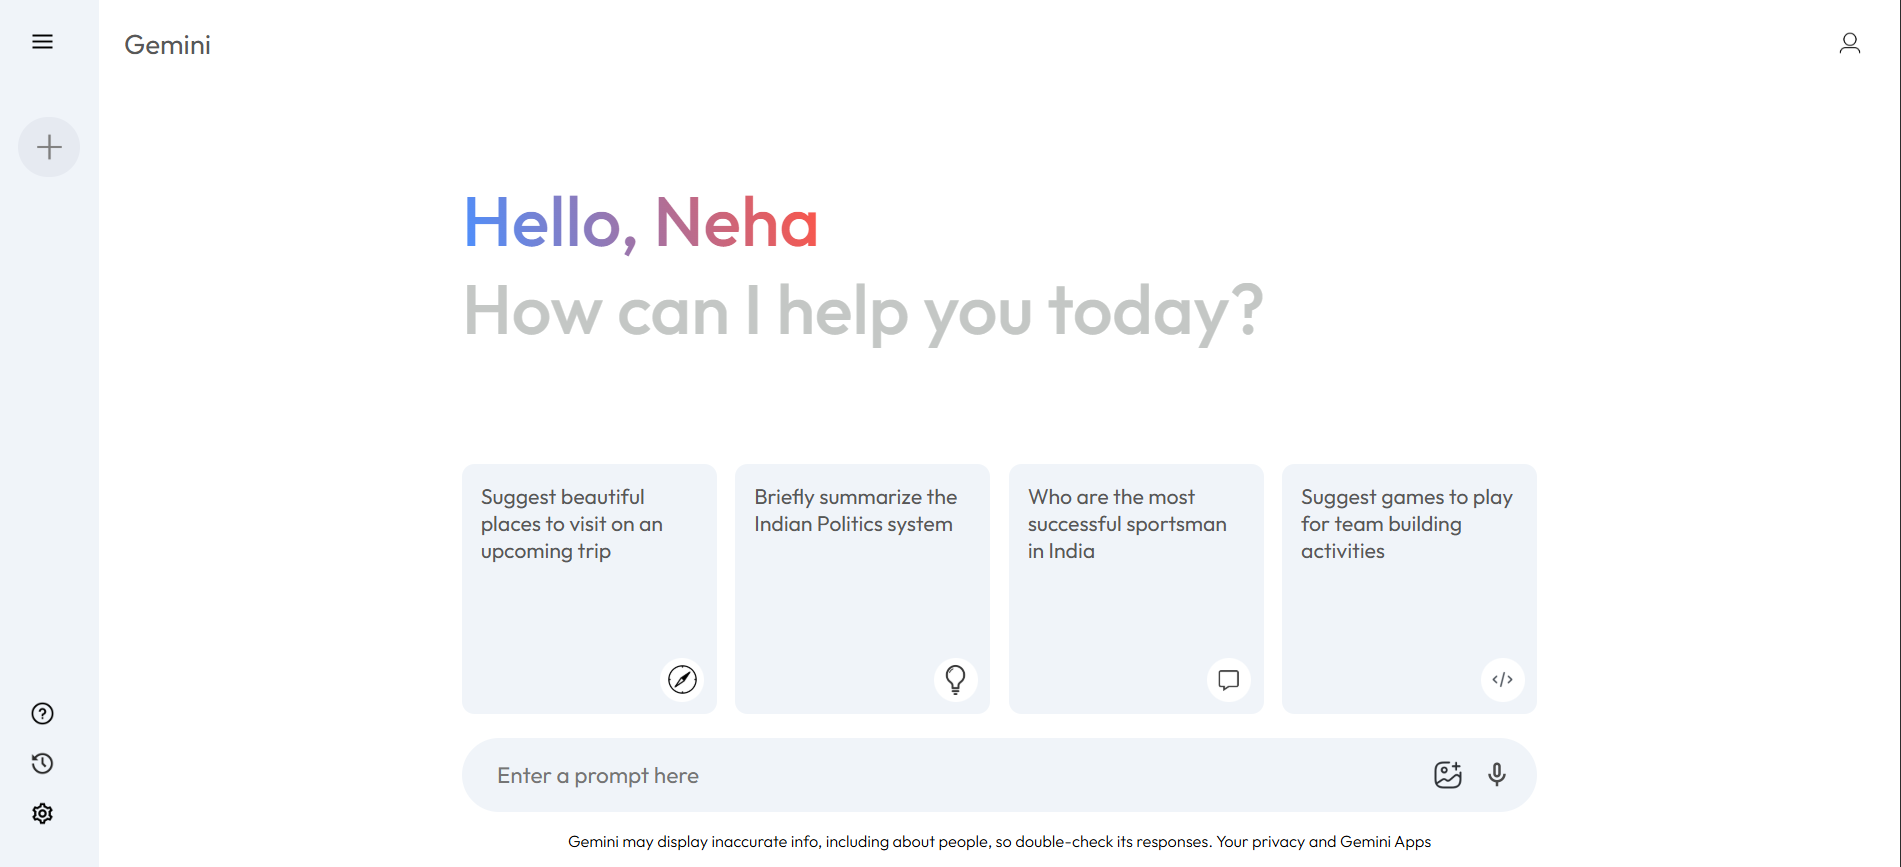 Gemini
Hello, Neha
How can I help you today?
Suggest beautiful
places to visit on an
upcoming trip
Briefly summarize the
Indian Politics system
Who are the most
successful sportsman
in India
Suggest games to play
for team building
activities
Enter a prompt here
Gemini may display inaccurate info, including about people, so double-check its responses. Your privacy and Gemini Apps